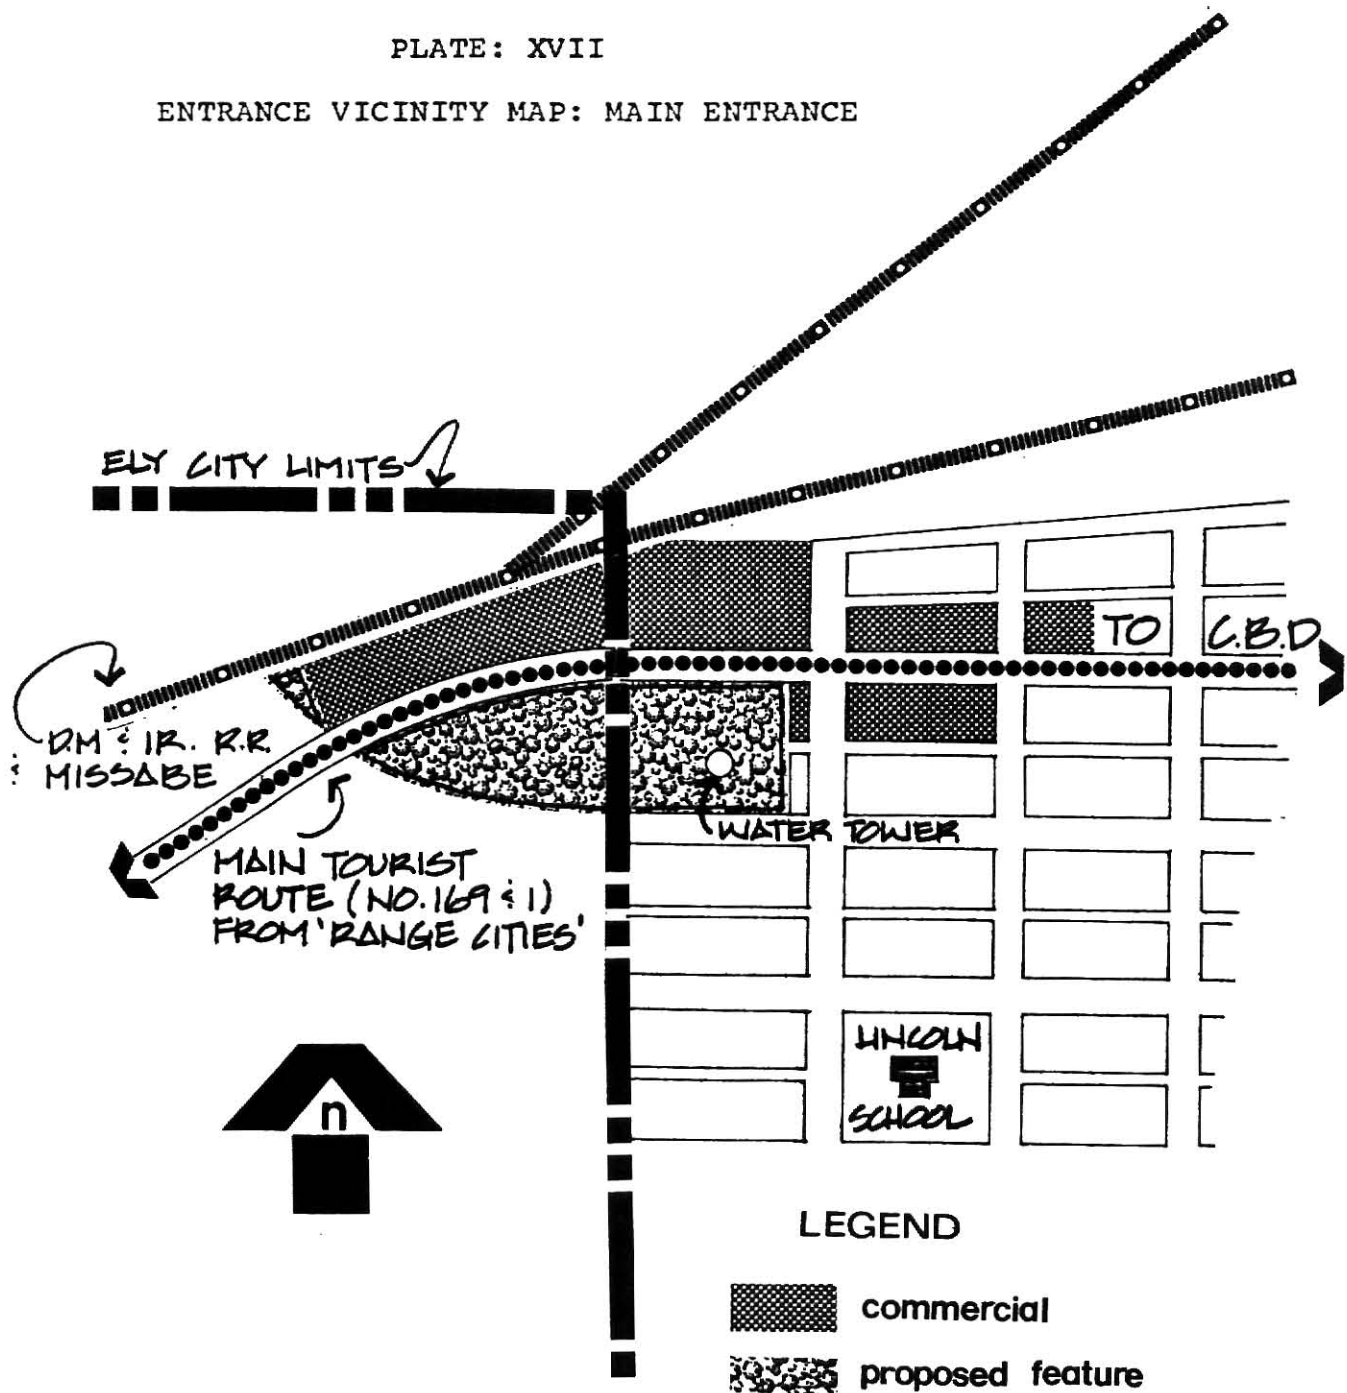 PLATE: XVII
ENTRANCE VICINITY MAP: MAIN ENTRANCE
ELY CITY LIMITS
TO C.B.D
D.M & I.R. R.R.
& MISSABE
WATER TOWER
MAIN TOURIST
ROUTE (NO.169 & 1)
FROM 'RANGE CITIES'
n
LINCOLN
SCHOOL
LEGEND
commercial
proposed feature